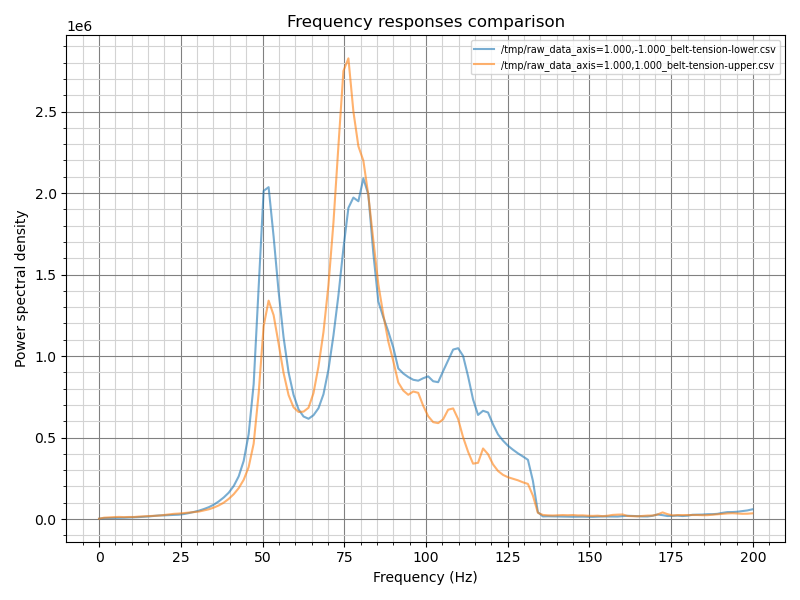 Frequency responses comparison
1e6
/tmp/raw_data_axis=1.000,-1.000_belt-tension-lower.csv
/tmp/raw_data_axis=1.000,1.000_belt-tension-upper.csv
2.5
2.0
1.5
1.0
0.5
0.0
Power spectral density
0 25 50 75 100 125 150 175 200
Frequency (Hz)